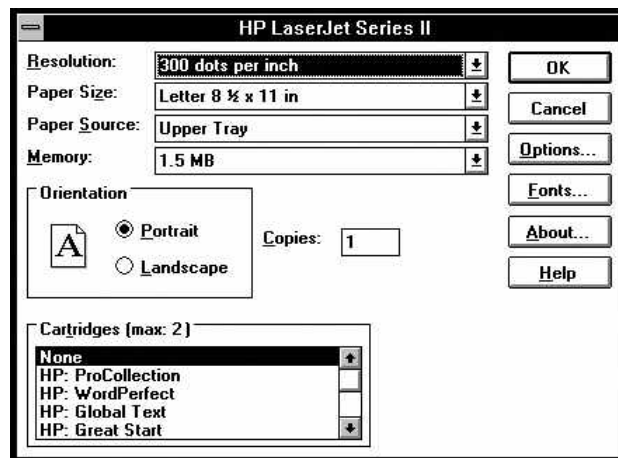 HP LaserJet Series II
Resolution: 300 dots per inch
Paper Size: Letter 8 ½ x 11 in
Paper Source: Upper Tray
Memory: 1.5 MB
OK
Cancel
Options...
Fonts...
About...
Help
Orientation
A
Portrait
Landscape
Copies: 1
Cartridges (max: 2)
None
HP: ProCollection
HP: WordPerfect
HP: Global Text
HP: Great Start